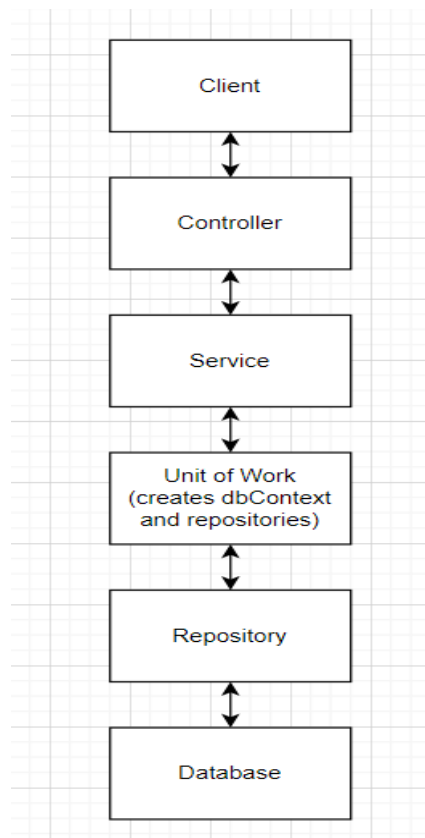 Client
Controller
Service
Unit of Work
(creates dbContext
and repositories)
Repository
Database